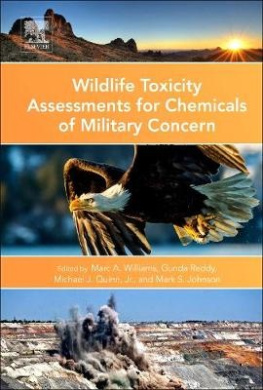 ELSEVIER
Wildlife Toxicity
Assessments for Chemicals
of Military Concern
Edited by Marc A. Williams, Gunda Reddy,
Michael J. Quinn, Jr., and Mark S. Johnson